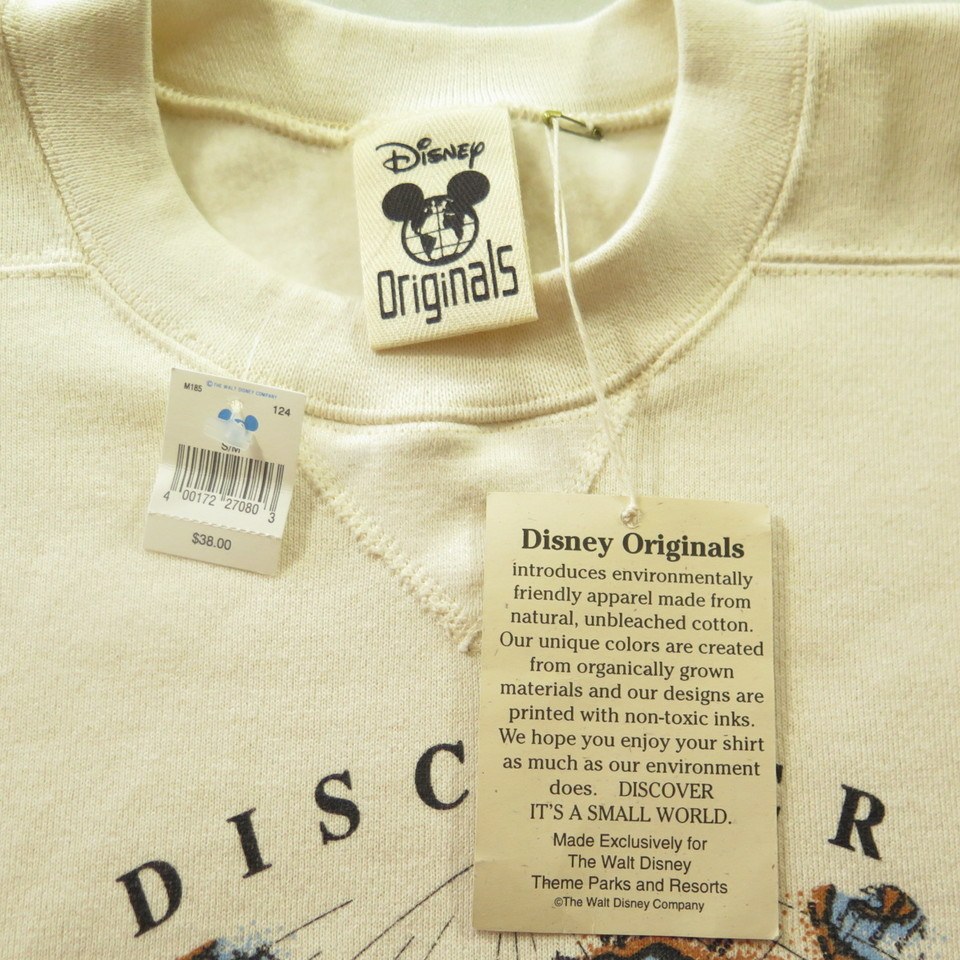 Disney
Originals
M185 ©THE WALT DISNEY COMPANY
124
S/M
4 00172 27080 3
$38.00
Disney Originals
introduces environmentally
friendly apparel made from
natural, unbleached cotton.
Our unique colors are created
from organically grown
materials and our designs are
printed with non-toxic inks.
We hope you enjoy your shirt
as much as our environment
does. DISCOVER
IT'S A SMALL WORLD.
Made Exclusively for
The Walt Disney
Theme Parks and Resorts
©The Walt Disney Company
DISC R